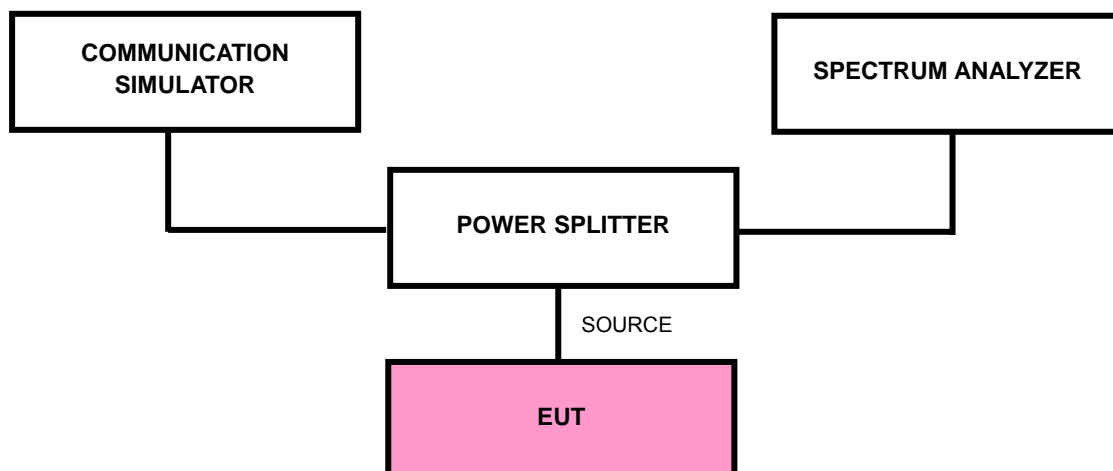 COMMUNICATION
SIMULATOR
SPECTRUM ANALYZER
POWER SPLITTER
SOURCE
EUT